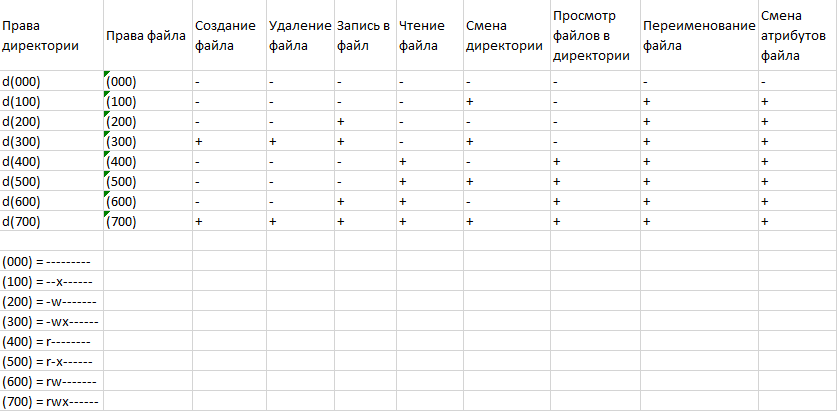 Права директории Права файла Создание файла Удаление файла Запись в файл Чтение файла Смена директории Просмотр файлов в директории Переименование файла Смена атрибутов файла
d(000) (000) - - - - - - - -
d(100) (100) - - - - + - + +
d(200) (200) - - + - - - + +
d(300) (300) + + + - + - + +
d(400) (400) - - - + - + + +
d(500) (500) - - - + + + + +
d(600) (600) - - + + - + + +
d(700) (700) + + + + + + + +
(000) = ---------
(100) = --x------
(200) = -w-------
(300) = -wx------
(400) = r--------
(500) = r-x------
(600) = rw-------
(700) = rwx------